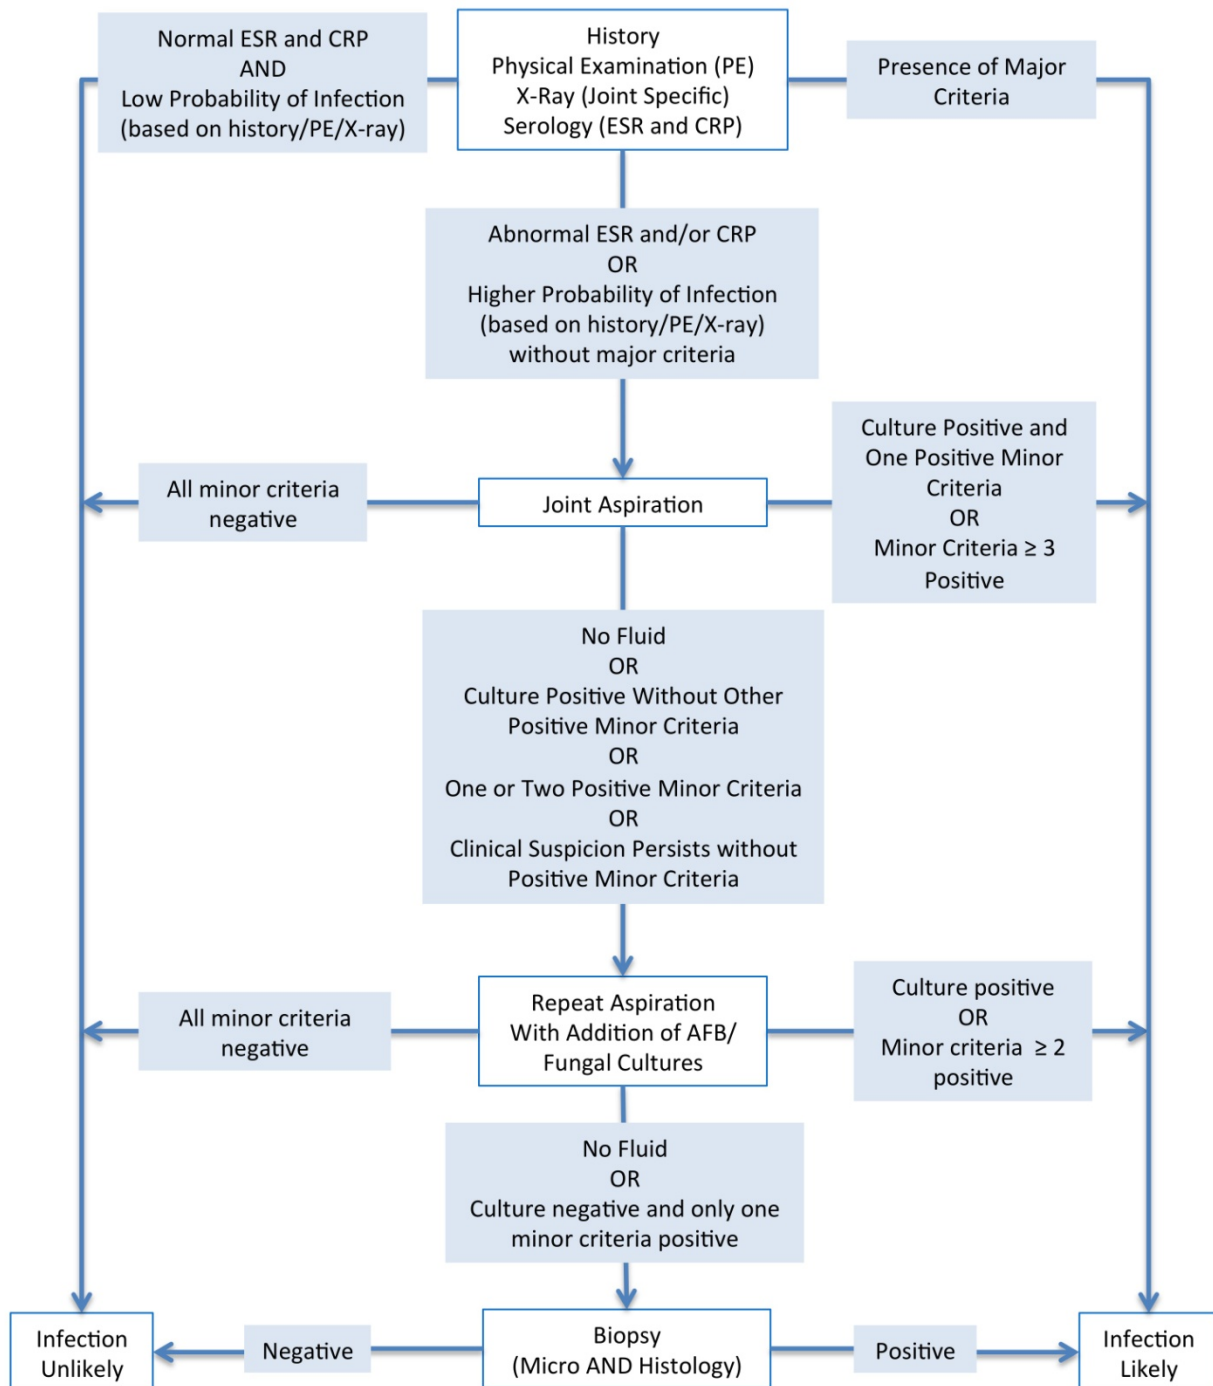 Normal ESR and CRP
AND
Low Probability of Infection
(based on history/PE/X-ray)
History
Physical Examination (PE)
X-Ray (Joint Specific)
Serology (ESR and CRP)
Presence of Major
Criteria
Abnormal ESR and/or CRP
OR
Higher Probability of Infection
(based on history/PE/X-ray)
without major criteria
All minor criteria
negative
Joint Aspiration
Culture Positive and
One Positive Minor
Criteria
OR
Minor Criteria ≥ 3
Positive
No Fluid
OR
Culture Positive Without Other
Positive Minor Criteria
OR
One or Two Positive Minor Criteria
OR
Clinical Suspicion Persists without
Positive Minor Criteria
All minor criteria
negative
Repeat Aspiration
With Addition of AFB/
Fungal Cultures
Culture positive
OR
Minor criteria ≥ 2
positive
No Fluid
OR
Culture negative and only one
minor criteria positive
Infection
Unlikely
Negative
Biopsy
(Micro AND Histology)
Positive
Infection
Likely